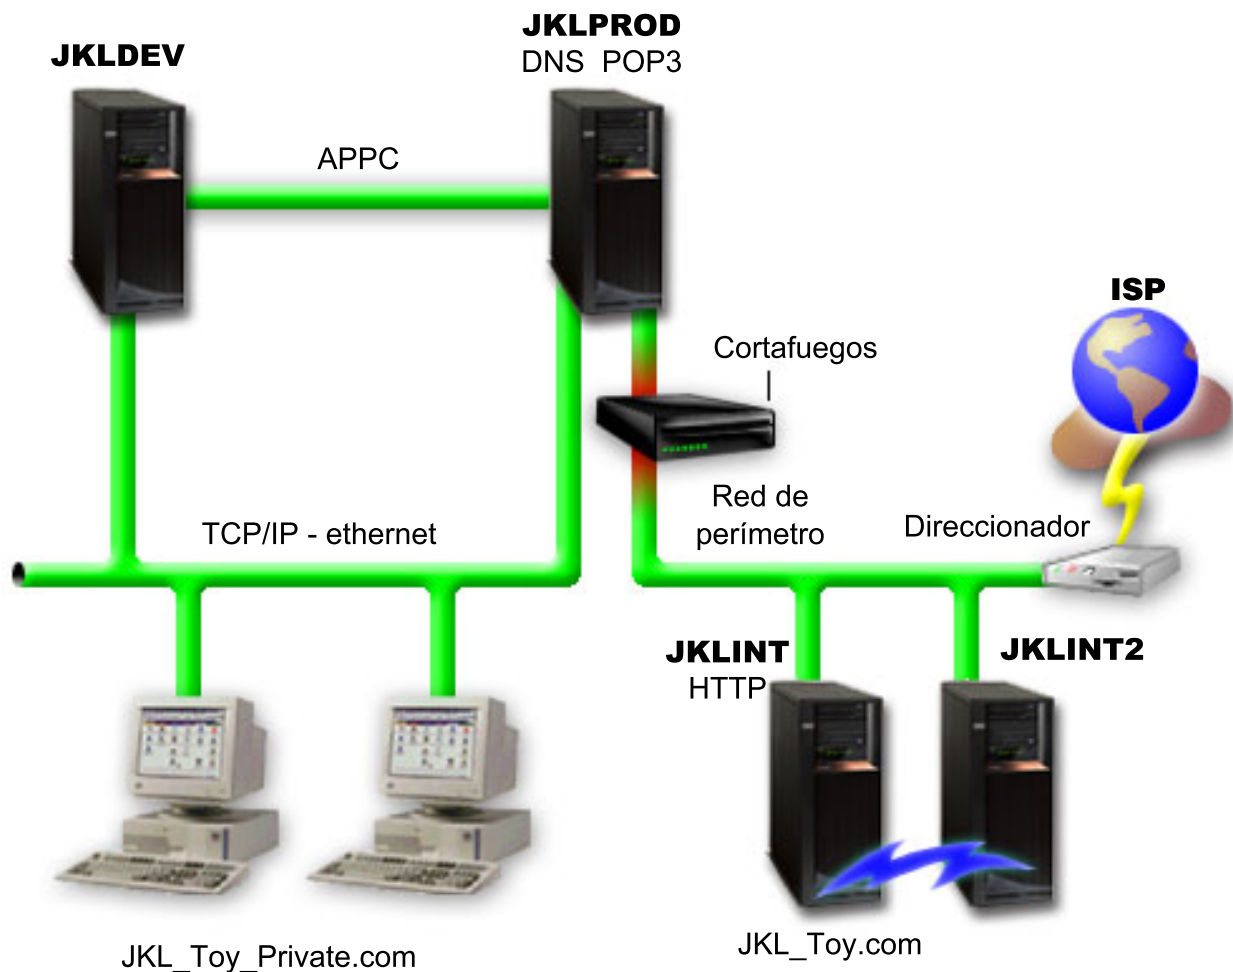 JKLDEV
JKLPROD
DNS POP3
APPC
ISP
Cortafuegos
Red de
perímetro
Direccionador
TCP/IP - ethernet
JKLINT
HTTP
JKLINT2
JKL_Toy_Private.com
JKL_Toy.com